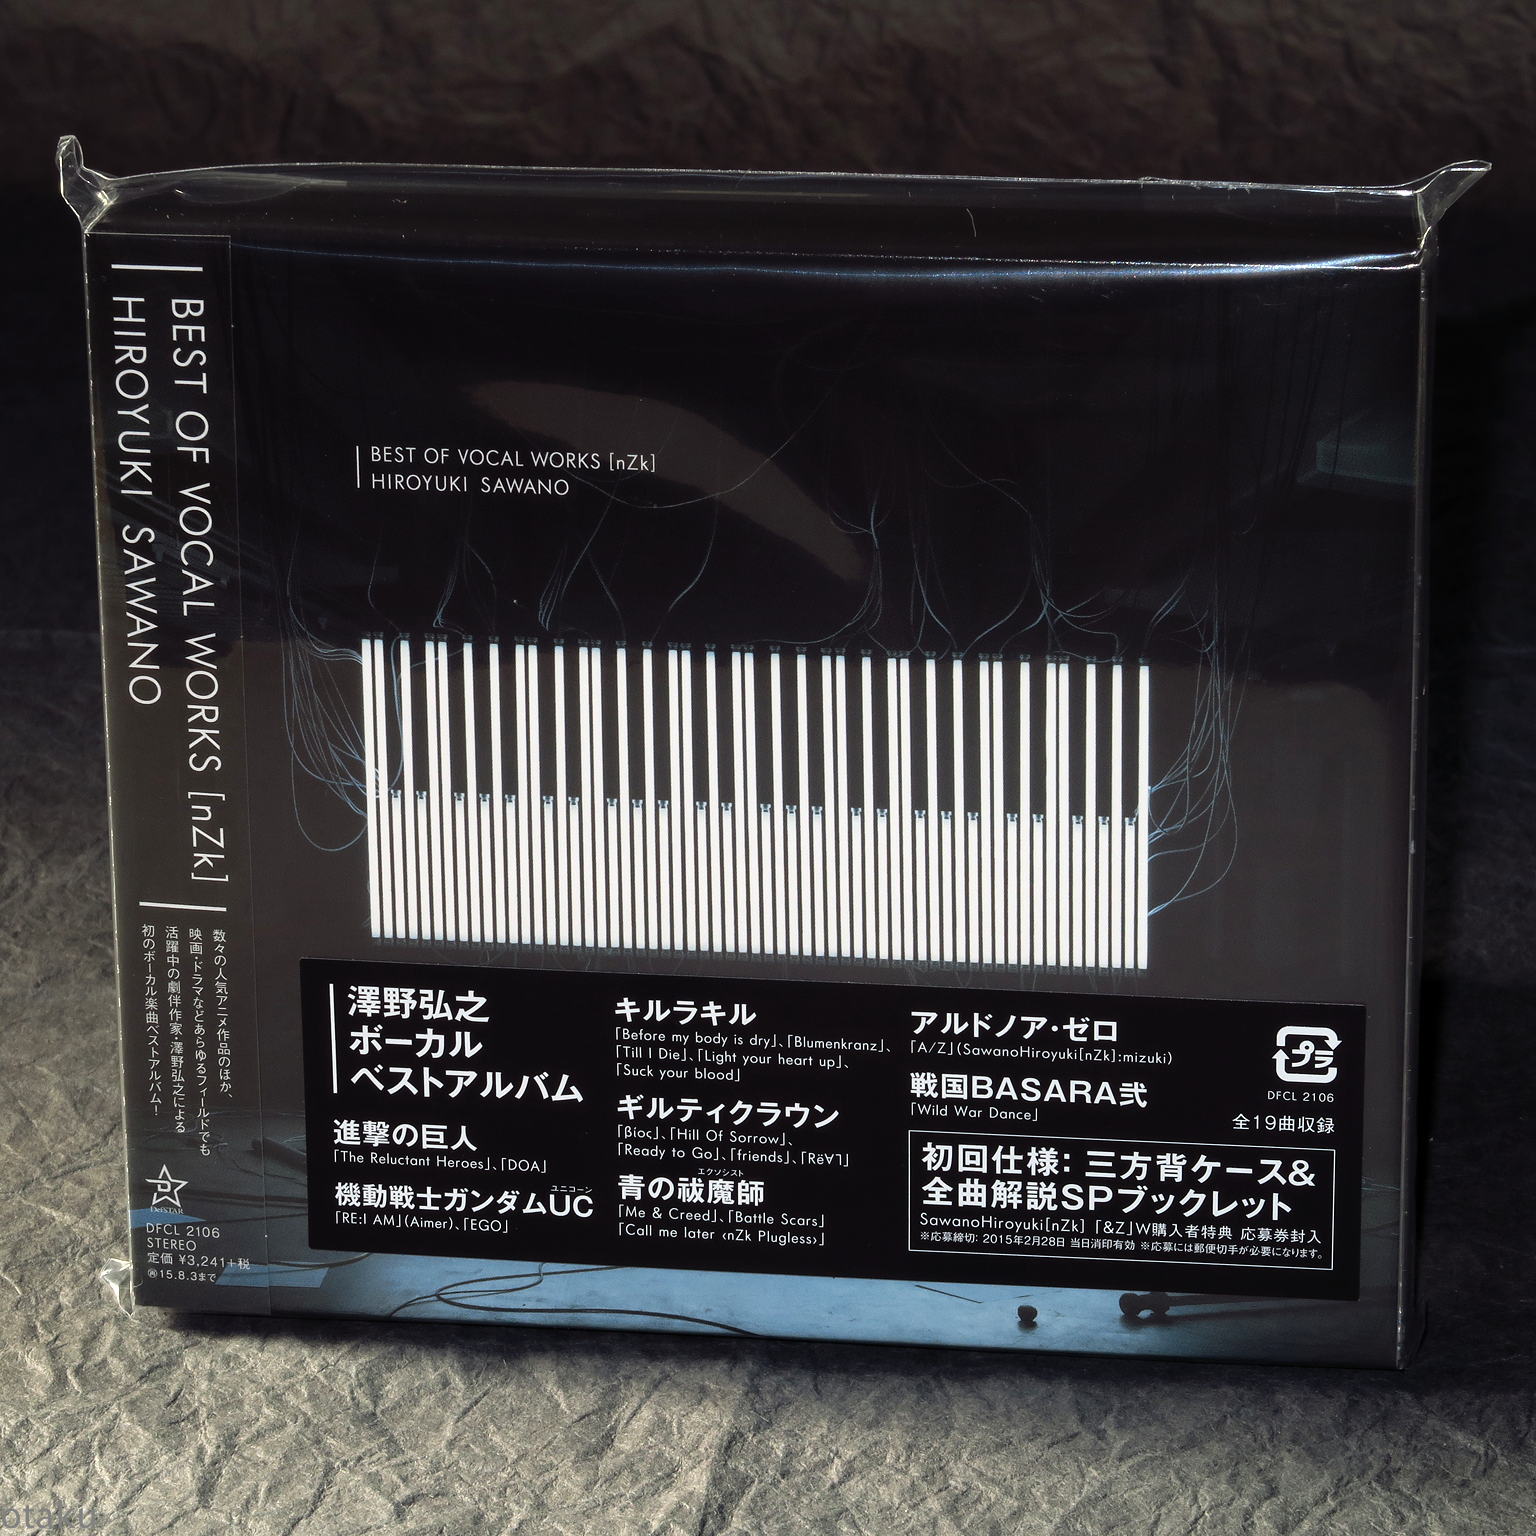 BEST OF VOCAL WORKS [nZk]
HIROYUKI SAWANO
数々の人気アニメ作品のほか、
映画・ドラマなどあらゆるフィールドでも
活躍中の劇伴作家・澤野弘之による
初のボーカル楽曲ベストアルバム!
DefSTAR
DFCL 2106
STEREO
定価 ¥3,241+税
㋐15.8.3まで
BEST OF VOCAL WORKS [nZk]
HIROYUKI SAWANO
澤野弘之
ボーカル
ベストアルバム
進撃の巨人
「The Reluctant Heroes」、「DOA」
ユニコーン
機動戦士ガンダムUC
「RE:I AM」(Aimer)、「EGO」
キルラキル
「Before my body is dry」、「Blumenkranz」、
「Till I Die」、「Light your heart up」、
「Suck your blood」
ギルティクラウン
「βίος」、「Hill Of Sorrow」、
「Ready to Go」、「friends」、「Rë∀˥」
エクソシスト
青の祓魔師
「Me & Creed」、「Battle Scars」
「Call me later ‹nZk Plugless›」
アルドノア・ゼロ
「A/Z」(SawanoHiroyuki[nZk]:mizuki)
戦国BASARA弐
「Wild War Dance」
プラ
DFCL 2106
全19曲収録
初回仕様: 三方背ケース&
全曲解説SPブックレット
SawanoHiroyuki[nZk] 「&Z」W購入者特典 応募券封入
※応募締切: 2015年2月28日 当日消印有効 ※応募には郵便切手が必要になります。
otaku